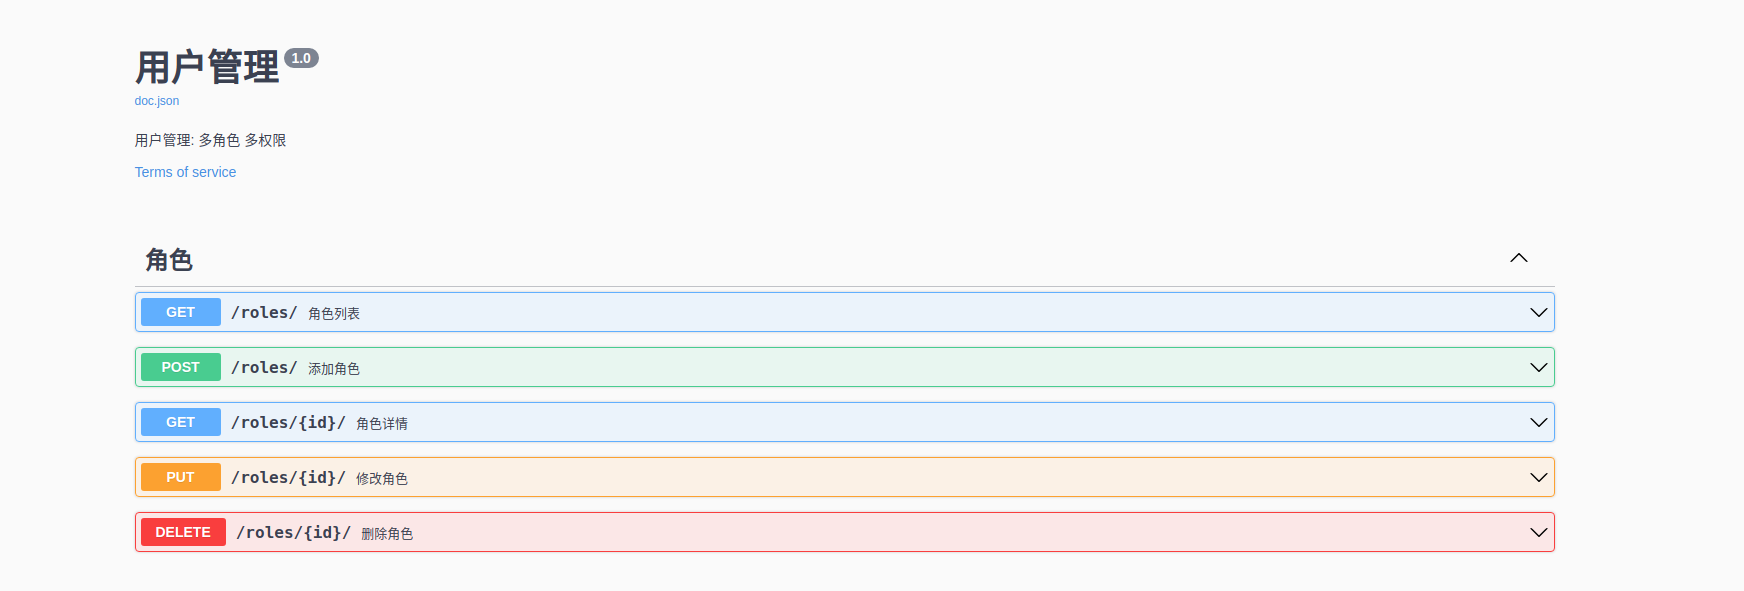 用户管理 1.0
doc.json
用户管理: 多角色 多权限
Terms of service
角色
GET /roles/ 角色列表
POST /roles/ 添加角色
GET /roles/{id}/ 角色详情
PUT /roles/{id}/ 修改角色
DELETE /roles/{id}/ 删除角色